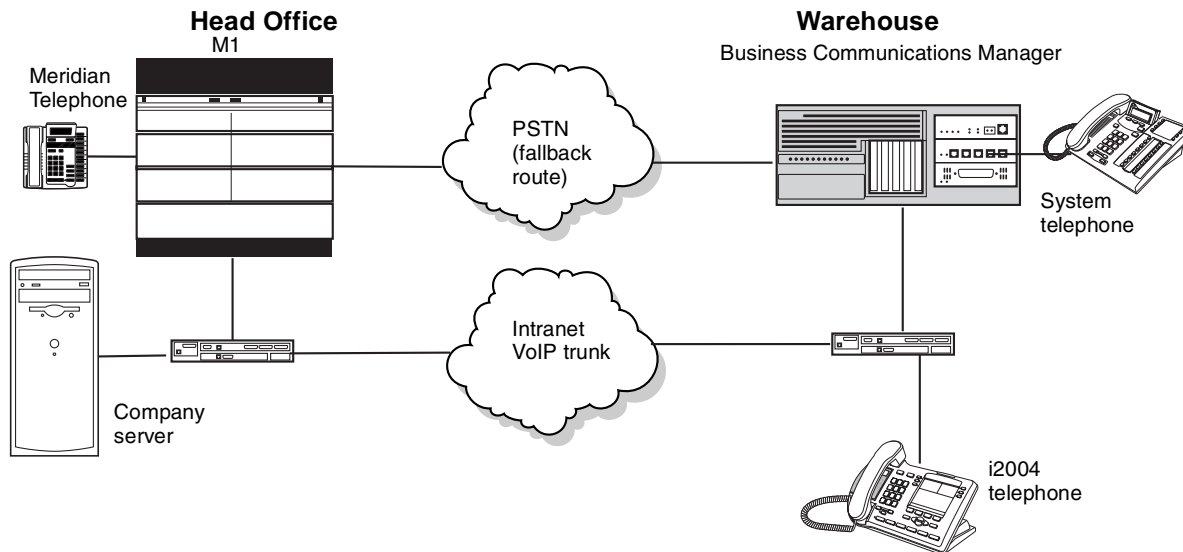 Head Office
M1
Warehouse
Business Communications Manager
Meridian
Telephone
PSTN
(fallback
route)
System
telephone
Intranet
VoIP trunk
Company
server
i2004
telephone